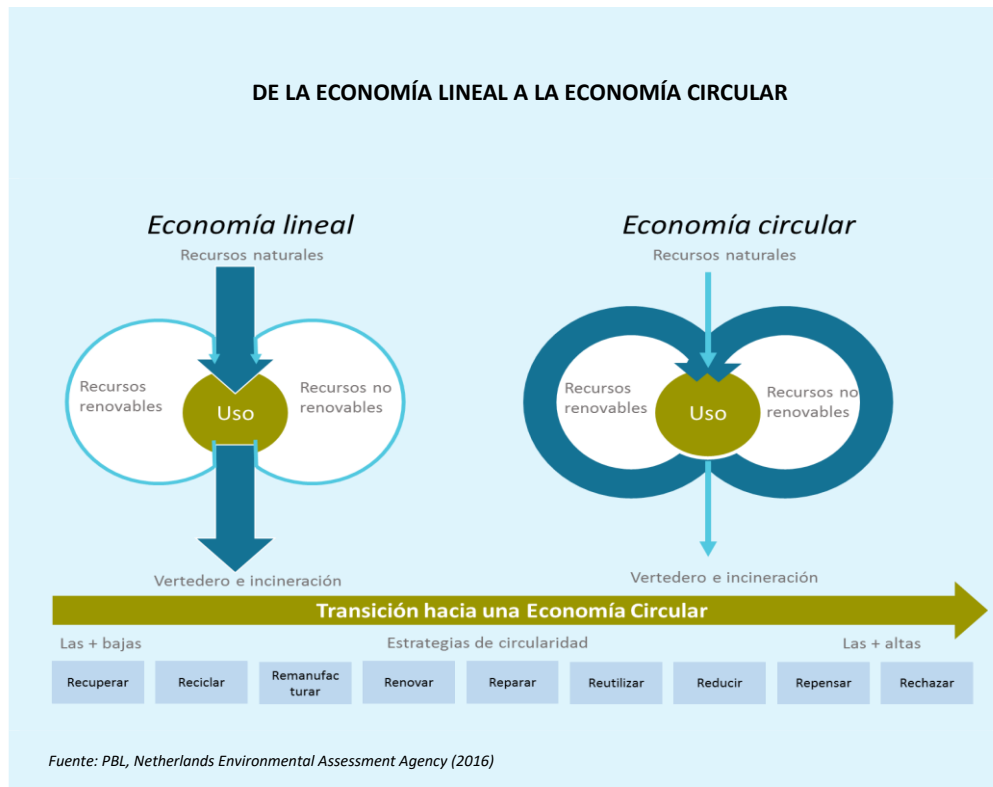 DE LA ECONOMÍA LINEAL A LA ECONOMÍA CIRCULAR
Economía lineal
Recursos naturales
Recursos
renovables
Uso
Recursos no
renovables
Vertedero e incineración
Economía circular
Recursos naturales
Recursos
renovables
Uso
Recursos no
renovables
Vertedero e incineración
Transición hacia una Economía Circular
Las + bajas
Estrategias de circularidad
Las + altas
Recuperar
Reciclar
Remanufac
turar
Renovar
Reparar
Reutilizar
Reducir
Repensar
Rechazar
Fuente: PBL, Netherlands Environmental Assessment Agency (2016)